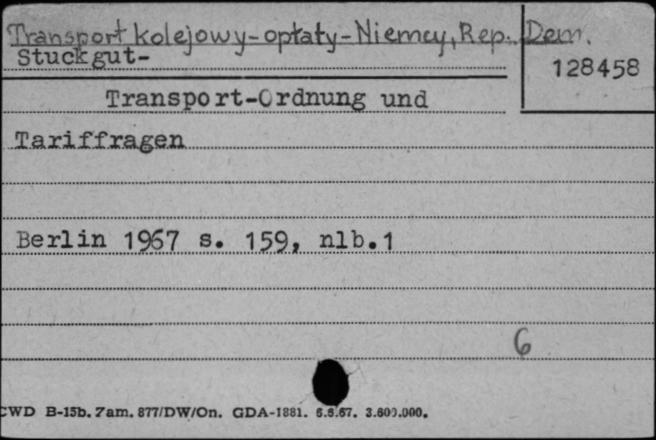 Transport kolejowy-opłaty-Niemcy, Rep. Dem.
Stuckgut-
128458
Transport-Ordnung und
Tariffragen
Berlin 1967 s. 159, nlb.1
6
CWD B-15b. Zam. 877/DW/On. GDA-1881. 6.6.67. 3.600.000.